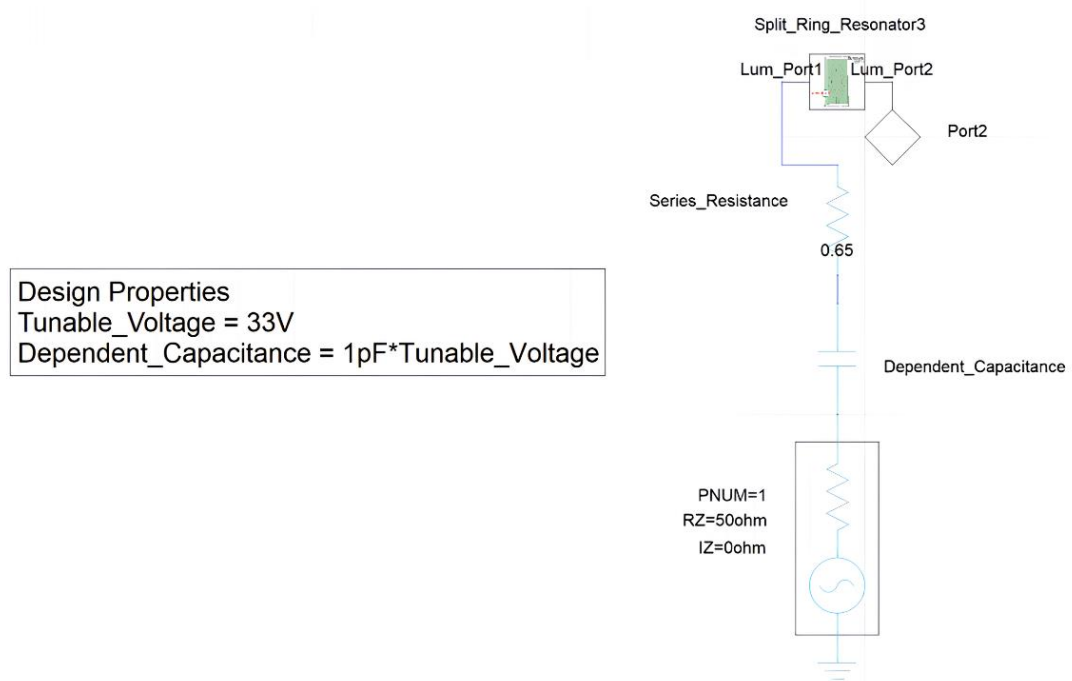 Split_Ring_Resonator3
Lum_Port1
Lum_Port2
Port2
Series_Resistance
0.65
Design Properties
Tunable_Voltage = 33V
Dependent_Capacitance = 1pF*Tunable_Voltage
Dependent_Capacitance
PNUM=1
RZ=50ohm
IZ=0ohm